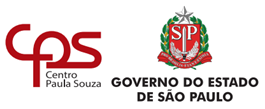 cps
Centro
Paula Souza
SP
GOVERNO DO ESTADO
DE SÃO PAULO